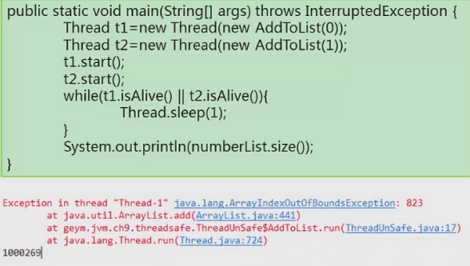 public static void main(String[] args) throws InterruptedException {
Thread t1=new Thread(new AddToList(0));
Thread t2=new Thread(new AddToList(1));
t1.start();
t2.start();
while(t1.isAlive() || t2.isAlive()){
Thread.sleep(1);
}
System.out.println(numberList.size());
}
Exception in thread "Thread-1" java.lang.ArrayIndexOutOfBoundsException: 823
at java.util.ArrayList.add(ArrayList.java:441)
at geym.jvm.ch9.threadsafe.ThreadUnSafe$AddToList.run(ThreadUnSafe.java:17)
at java.lang.Thread.run(Thread.java:724)
1000269